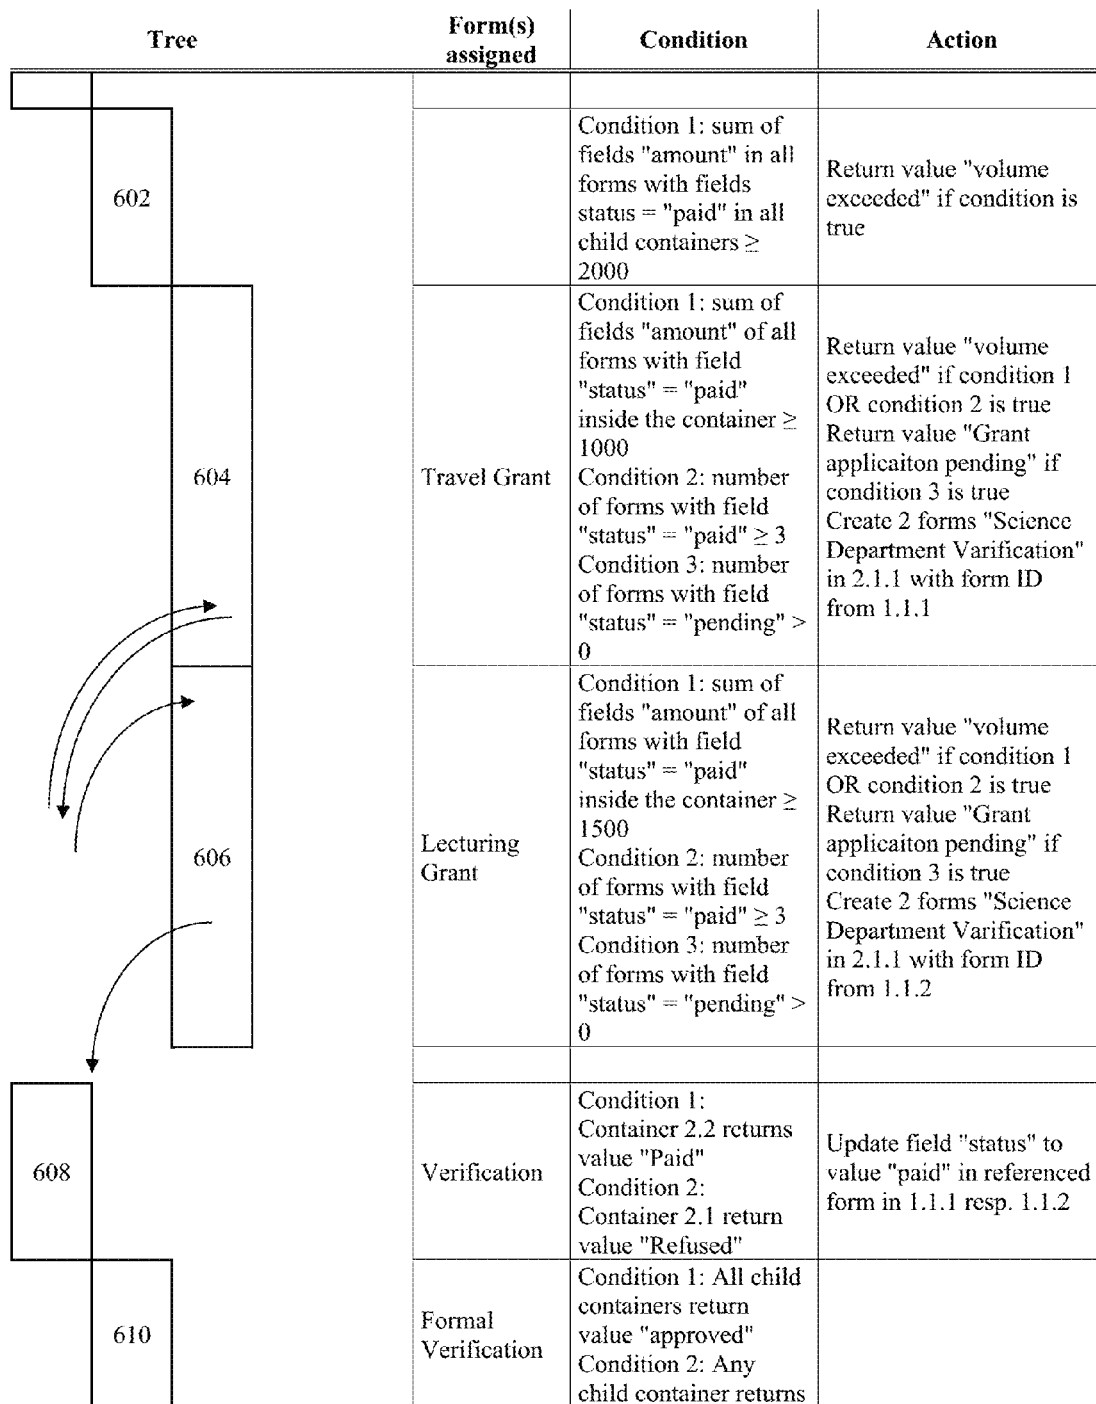 Tree
Form(s)
assigned
Condition
Action
602
Condition 1: sum of
fields "amount" in all
forms with fields
status = "paid" in all
child containers ≥
2000
Return value "volume
exceeded" if condition is
true
604
Travel Grant
Condition 1: sum of
fields "amount" of all
forms with field
"status" = "paid"
inside the container ≥
1000
Condition 2: number
of forms with field
"status" = "paid" ≥ 3
Condition 3: number
of forms with field
"status" = "pending" >
0
Return value "volume
exceeded" if condition 1
OR condition 2 is true
Return value "Grant
applicaiton pending" if
condition 3 is true
Create 2 forms "Science
Department Varification"
in 2.1.1 with form ID
from 1.1.1
606
Lecturing
Grant
Condition 1: sum of
fields "amount" of all
forms with field
"status" = "paid"
inside the container ≥
1500
Condition 2: number
of forms with field
"status" = "paid" ≥ 3
Condition 3: number
of forms with field
"status" = "pending" >
0
Return value "volume
exceeded" if condition 1
OR condition 2 is true
Return value "Grant
applicaiton pending" if
condition 3 is true
Create 2 forms "Science
Department Varification"
in 2.1.1 with form ID
from 1.1.2
608
Verification
Condition 1:
Container 2.2 returns
value "Paid"
Condition 2:
Container 2.1 return
value "Refused"
Update field "status" to
value "paid" in referenced
form in 1.1.1 resp. 1.1.2
610
Formal
Verification
Condition 1: All child
containers return
value "approved"
Condition 2: Any
child container returns